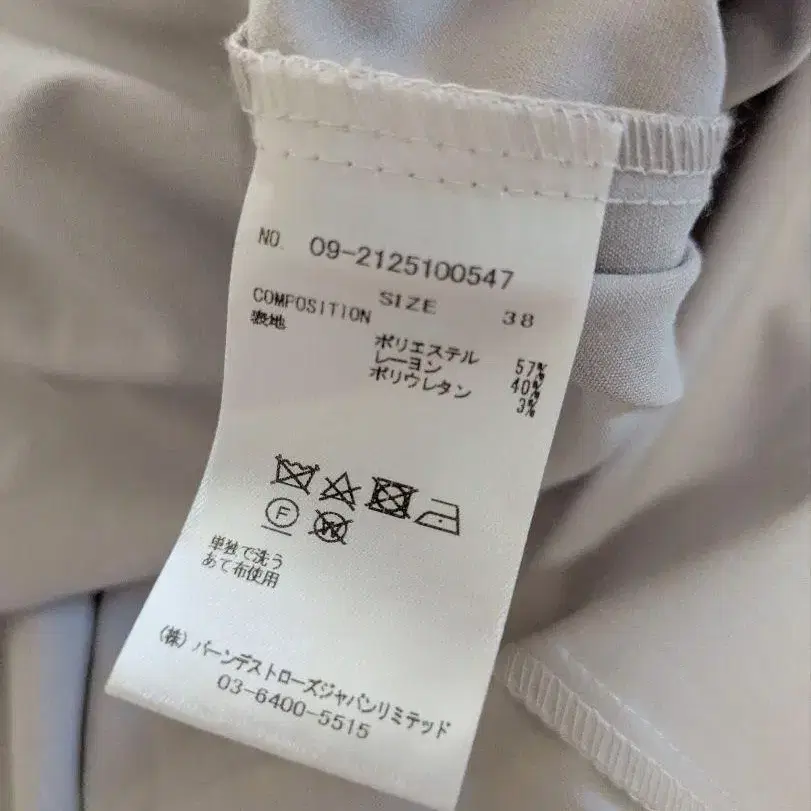 NO. 09-2125100547
SIZE 38
COMPOSITION
表地
ポリエステル 57%
レーヨン 40%
ポリウレタン 3%
F W
単独で洗う
あて布使用
(株) バーンデストローズジャパンリミテッド
03-6400-5515